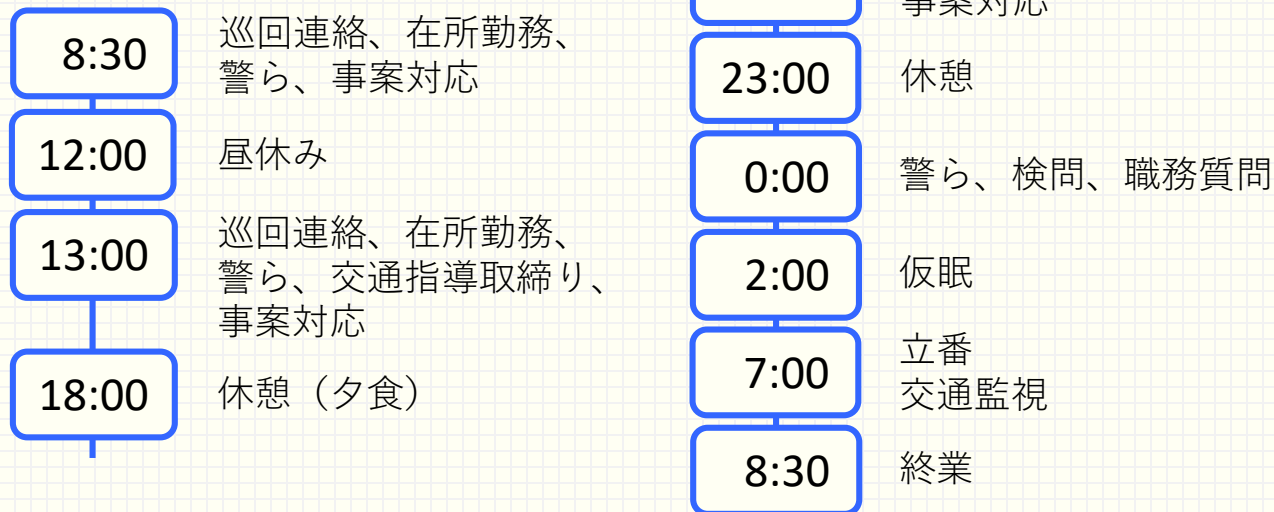 8:30
巡回連絡、在所勤務、
警ら、事案対応
12:00
昼休み
13:00
巡回連絡、在所勤務、
警ら、交通指導取締り、
事案対応
18:00
休憩（夕食）
事案対応
23:00
休憩
0:00
警ら、検問、職務質問
2:00
仮眠
7:00
立番
交通監視
8:30
終業